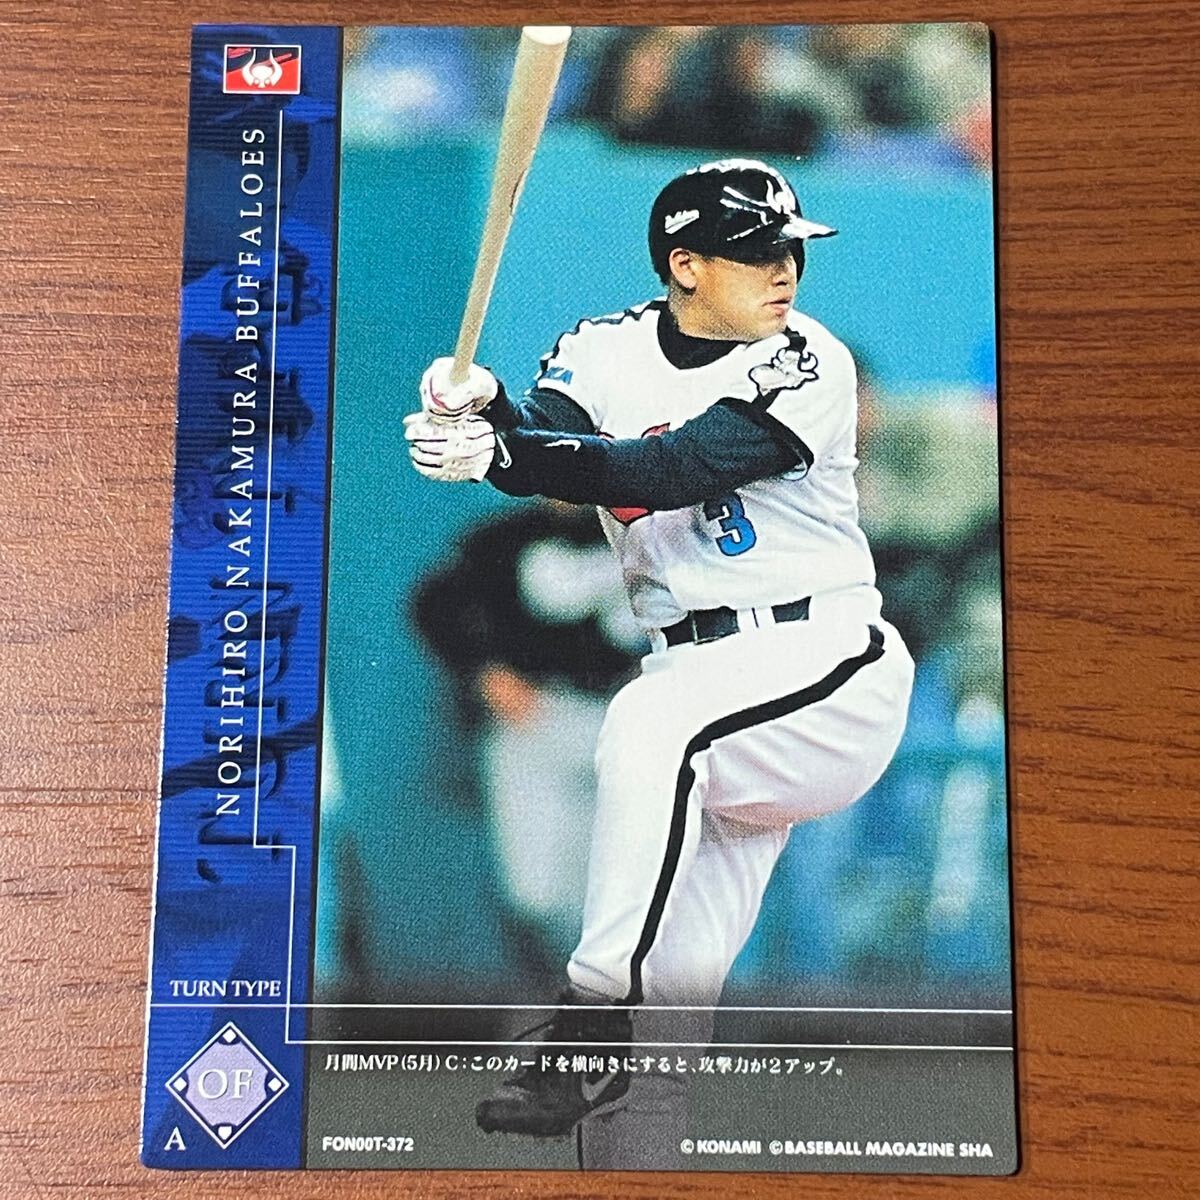 NORIHIRO NAKAMURA BUFFALOES
3
TURN TYPE
OF
A
月間MVP(5月) C:このカードを横向きにすると、攻撃力が2アップ。
FON00T-372
© KONAMI ©BASEBALL MAGAZINE SHA